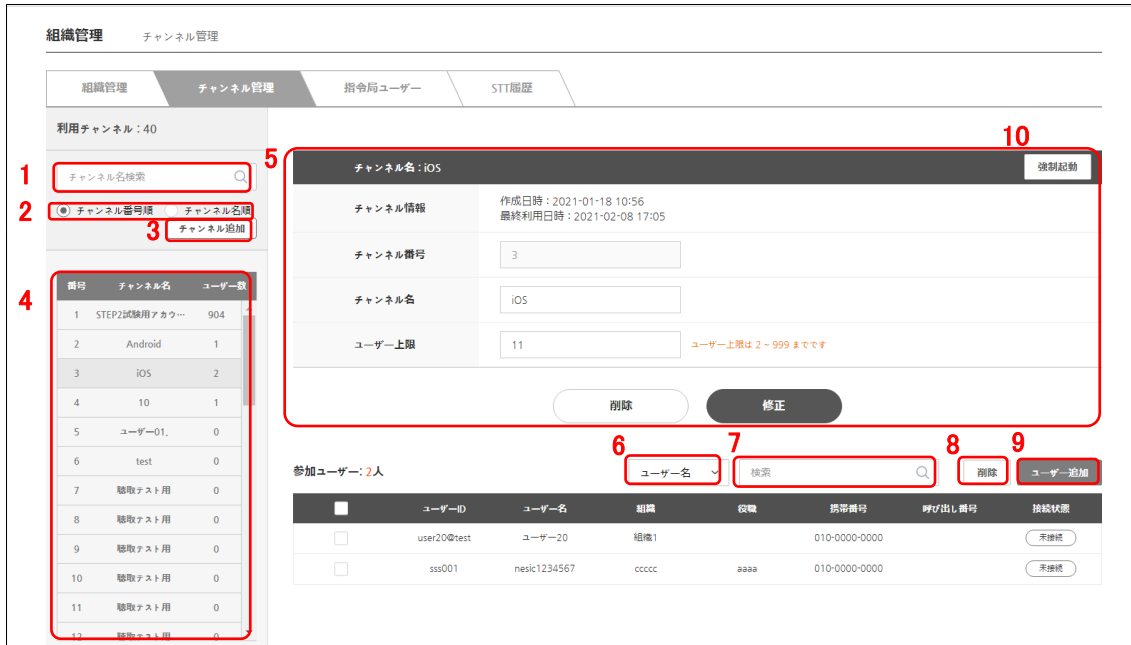 組織管理 チャンネル管理
組織管理 チャンネル管理 指令局ユーザー STT履歴
利用チャンネル : 40
1
チャンネル名検索
2
チャンネル番号順 チャンネル名順
3
チャンネル追加
4
番号 チャンネル名 ユーザー数
1 STEP2試験用アカウ… 904
2 Android 1
3 iOS 2
4 10 1
5 ユーザー01, 0
6 test 0
7 聴取テスト用 0
8 聴取テスト用 0
9 聴取テスト用 0
10 聴取テスト用 0
11 聴取テスト用 0
12 聴取テスト用 0
5
10
チャンネル名 : iOS 強制起動
チャンネル情報
作成日時 : 2021-01-18 10:56
最終利用日時 : 2021-02-08 17:05
チャンネル番号 3
チャンネル名 iOS
ユーザー上限 11 ユーザー上限は 2 ~ 999 までです
削除 修正
6 7 8 9
参加ユーザー: 2人 ユーザー名 検索 削除 ユーザー追加
ユーザーID ユーザー名 組織 役職 携帯番号 呼び出し番号 接続状態
user20@test ユーザー20 組織1 010-0000-0000 未接続
sss001 nesic1234567 ccccc aaaa 010-0000-0000 未接続